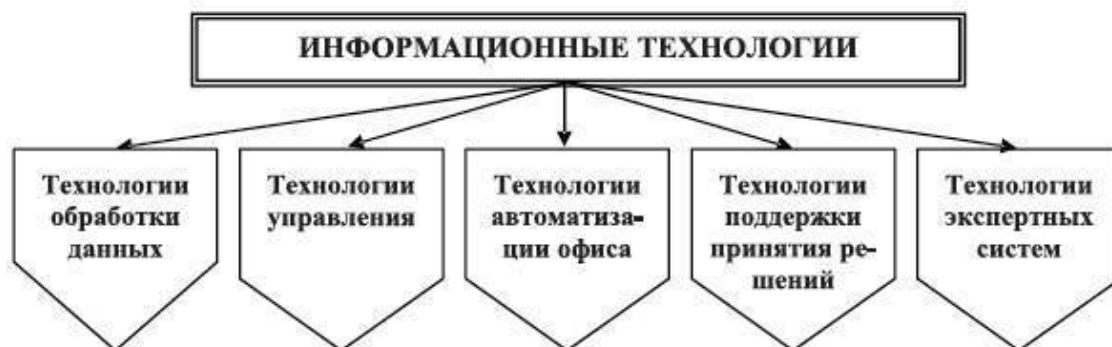 ИНФОРМАЦИОННЫЕ ТЕХНОЛОГИИ
Технологии
обработки
данных
Технологии
управления
Технологии
автоматиза-
ции офиса
Технологии
поддержки
принятия ре-
шений
Технологии
экспертных
систем